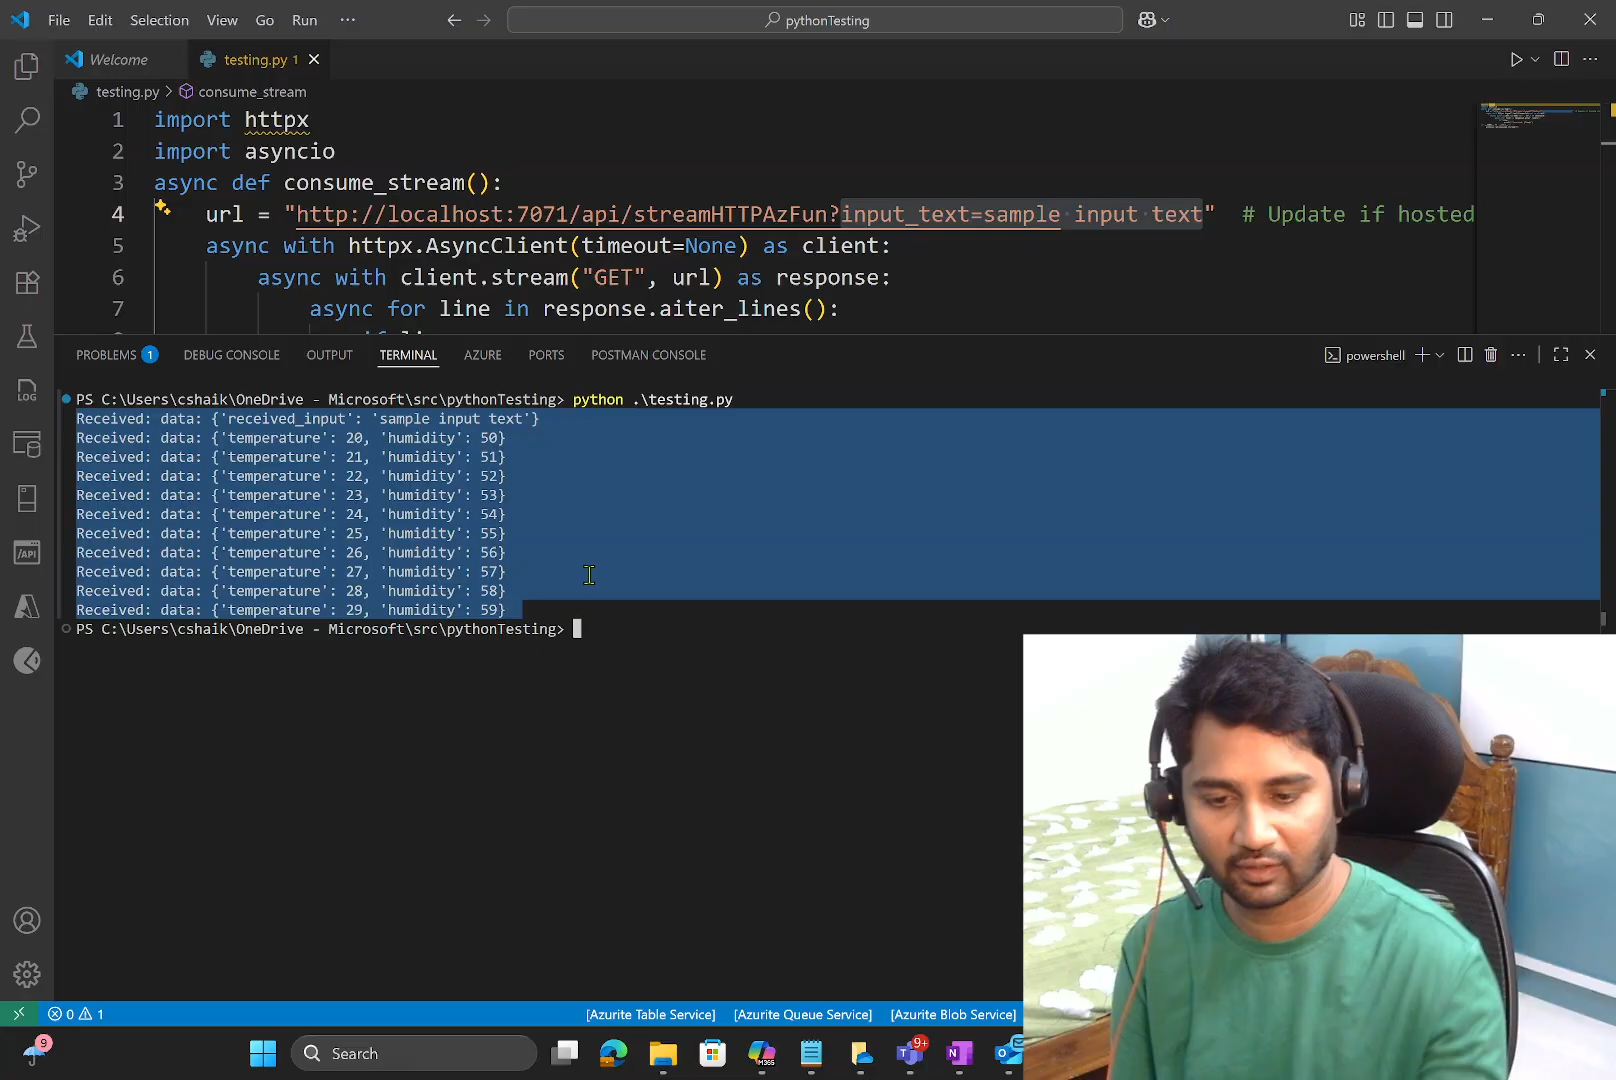 File Edit Selection View Go Run ··· pythonTesting
Welcome testing.py 1
testing.py > consume_stream
1 import httpx
2 import asyncio
3 async def consume_stream():
4 url = "http://localhost:7071/api/streamHTTPAzFun?input_text=sample input text" # Update if hosted
5 async with httpx.AsyncClient(timeout=None) as client:
6 async with client.stream("GET", url) as response:
7 async for line in response.aiter_lines():
PROBLEMS 1 DEBUG CONSOLE OUTPUT TERMINAL AZURE PORTS POSTMAN CONSOLE powershell
PS C:\Users\cshaik\OneDrive - Microsoft\src\pythonTesting> python .\testing.py
Received: data: {'received_input': 'sample input text'}
Received: data: {'temperature': 20, 'humidity': 50}
Received: data: {'temperature': 21, 'humidity': 51}
Received: data: {'temperature': 22, 'humidity': 52}
Received: data: {'temperature': 23, 'humidity': 53}
Received: data: {'temperature': 24, 'humidity': 54}
Received: data: {'temperature': 25, 'humidity': 55}
Received: data: {'temperature': 26, 'humidity': 56}
Received: data: {'temperature': 27, 'humidity': 57}
Received: data: {'temperature': 28, 'humidity': 58}
Received: data: {'temperature': 29, 'humidity': 59}
PS C:\Users\cshaik\OneDrive - Microsoft\src\pythonTesting>
LOG
/API
0 1 [Azurite Table Service] [Azurite Queue Service] [Azurite Blob Service]
9 Search M365 9+